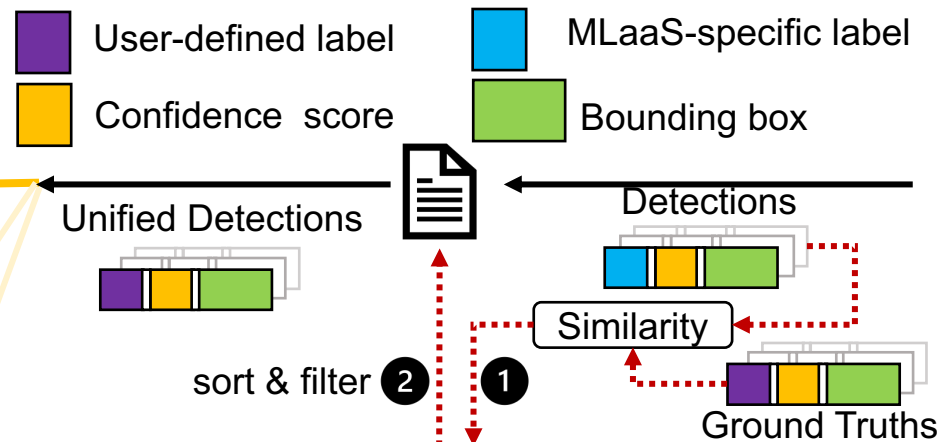 User-defined label
MLaaS-specific label
Confidence score
Bounding box
Unified Detections
Detections
Similarity
sort & filter 2
1
Ground Truths